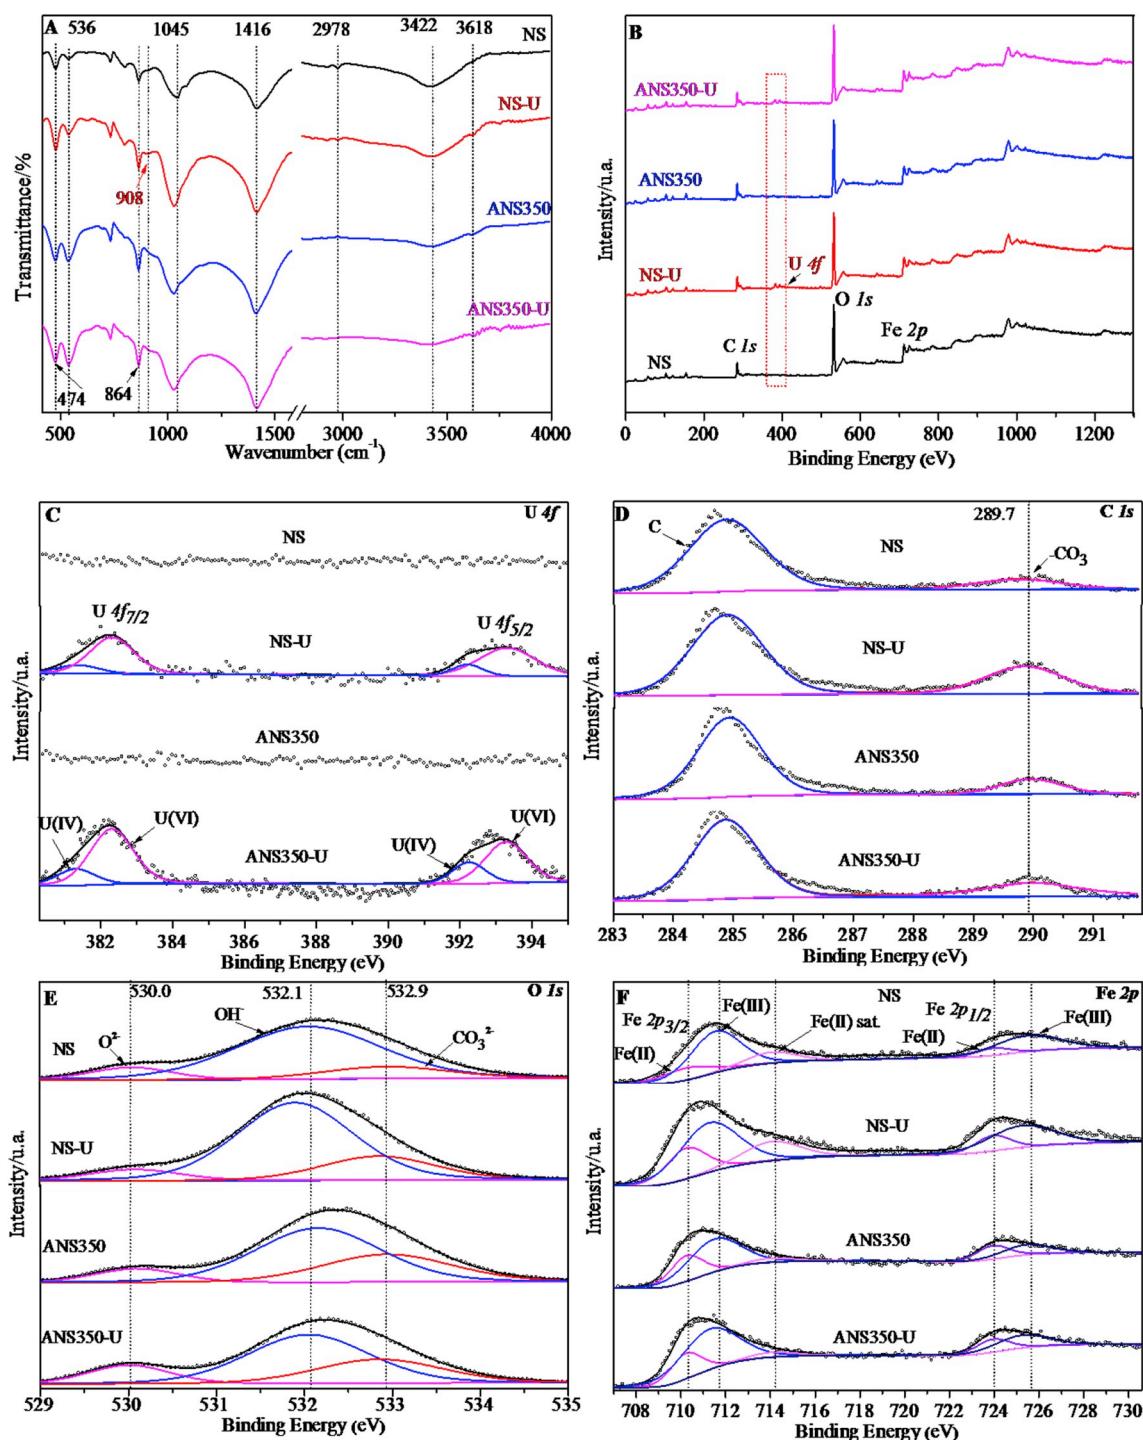 A
536
1045
1416
2978
3422
3618
NS
NS-U
908
ANS350
ANS350-U
474
864
Transmittance/%
500
1000
1500
3000
3500
4000
Wavenumber (cm⁻¹)
B
ANS350-U
ANS350
NS-U
U 4f
O 1s
Fe 2p
C 1s
NS
Intensity/u.a.
0
200
400
600
800
1000
1200
Binding Energy (eV)
C
U 4f
NS
U 4f7/2
U 4f5/2
NS-U
ANS350
U(IV)
U(VI)
U(IV)
U(VI)
ANS350-U
Intensity/u.a.
382
384
386
388
390
392
394
Binding Energy (eV)
D
289.7
C 1s
C
NS
-CO3
NS-U
ANS350
ANS350-U
Intensity/u.a.
283
284
285
286
287
288
289
290
291
Binding Energy (eV)
E
530.0
532.1
532.9
O 1s
OH⁻
O²⁻
CO₃²⁻
NS
NS-U
ANS350
ANS350-U
Intensity/u.a.
529
530
531
532
533
534
535
Binding Energy (eV)
F
NS
Fe 2p
Fe 2p3/2
Fe(III)
Fe 2p1/2
Fe(III)
Fe(II) sat.
Fe(II)
Fe(II)
NS-U
ANS350
ANS350-U
Intensity/u.a.
708
710
712
714
716
718
720
722
724
726
728
730
Binding Energy (eV)